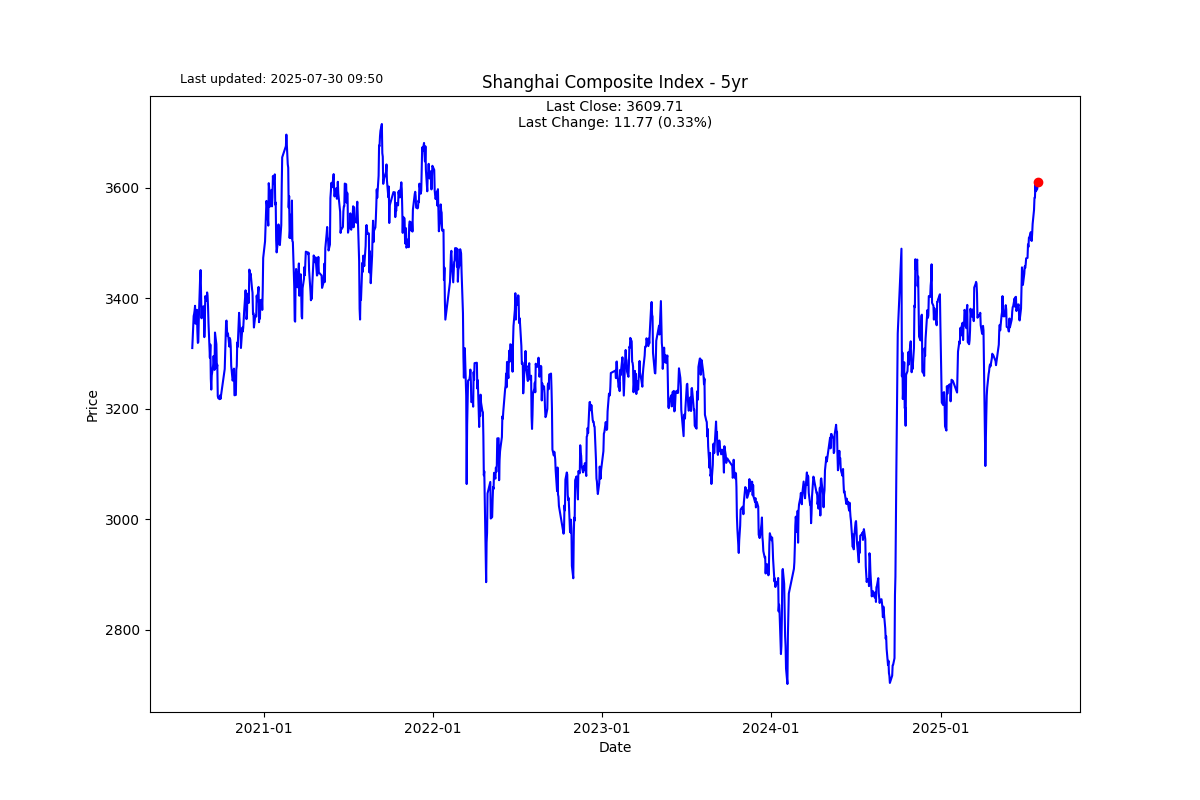 Last updated: 2025-07-30 09:50
Shanghai Composite Index - 5yr
Last Close: 3609.71
Last Change: 11.77 (0.33%)
Price
3600
3400
3200
3000
2800
2021-01
2022-01
2023-01
2024-01
2025-01
Date